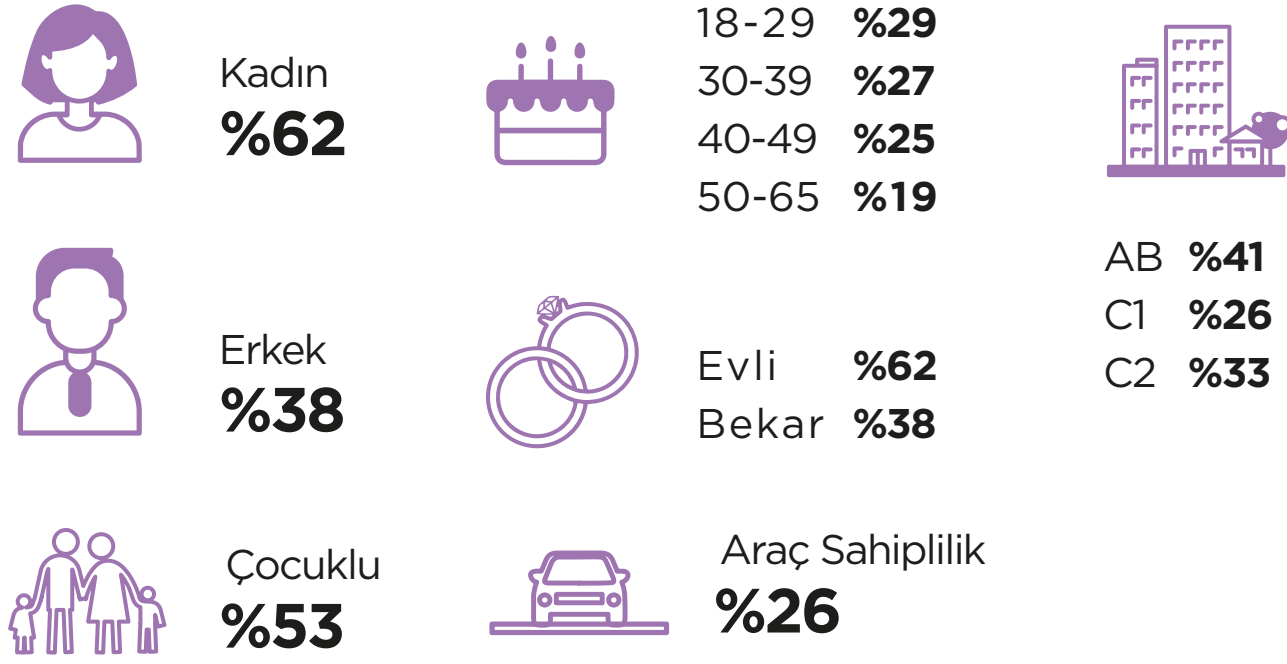 Kadın
%62
Erkek
%38
Çocuklu
%53
18-29 %29
30-39 %27
40-49 %25
50-65 %19
Evli %62
Bekar %38
Araç Sahiplilik
%26
AB %41
C1 %26
C2 %33